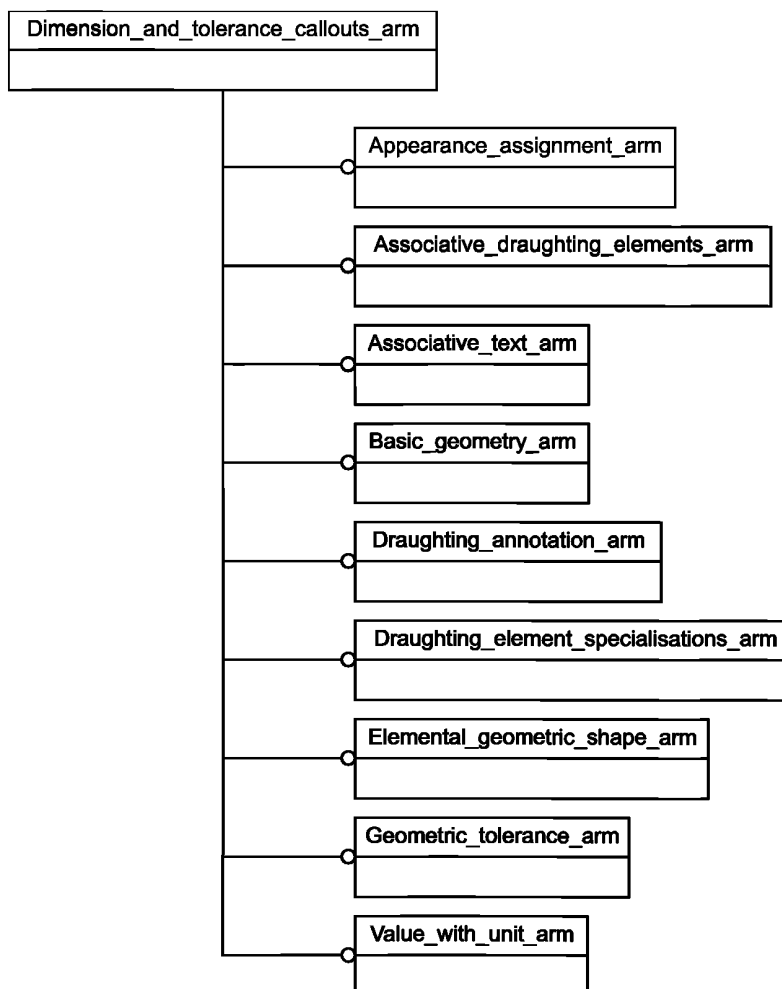 Dimension_and_tolerance_callouts_arm
Appearance_assignment_arm
Associative_draughting_elements_arm
Associative_text_arm
Basic_geometry_arm
Draughting_annotation_arm
Draughting_element_specialisations_arm
Elemental_geometric_shape_arm
Geometric_tolerance_arm
Value_with_unit_arm